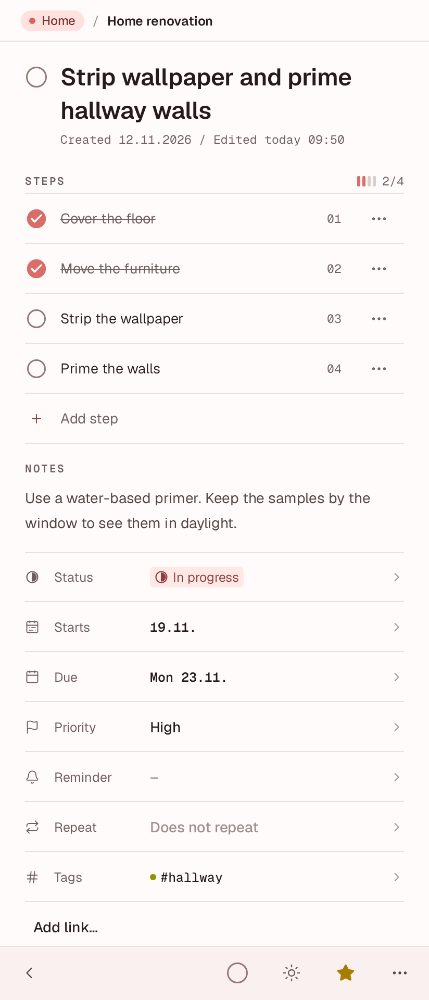 Home / Home renovation
Strip wallpaper and prime
hallway walls
Created 12.11.2026 / Edited today 09:50
STEPS 2/4
Cover the floor 01
Move the furniture 02
Strip the wallpaper 03
Prime the walls 04
+ Add step
NOTES
Use a water-based primer. Keep the samples by the
window to see them in daylight.
Status In progress
Starts 19.11.
Due Mon 23.11.
Priority High
Reminder –
Repeat Does not repeat
Tags #hallway
Add link...